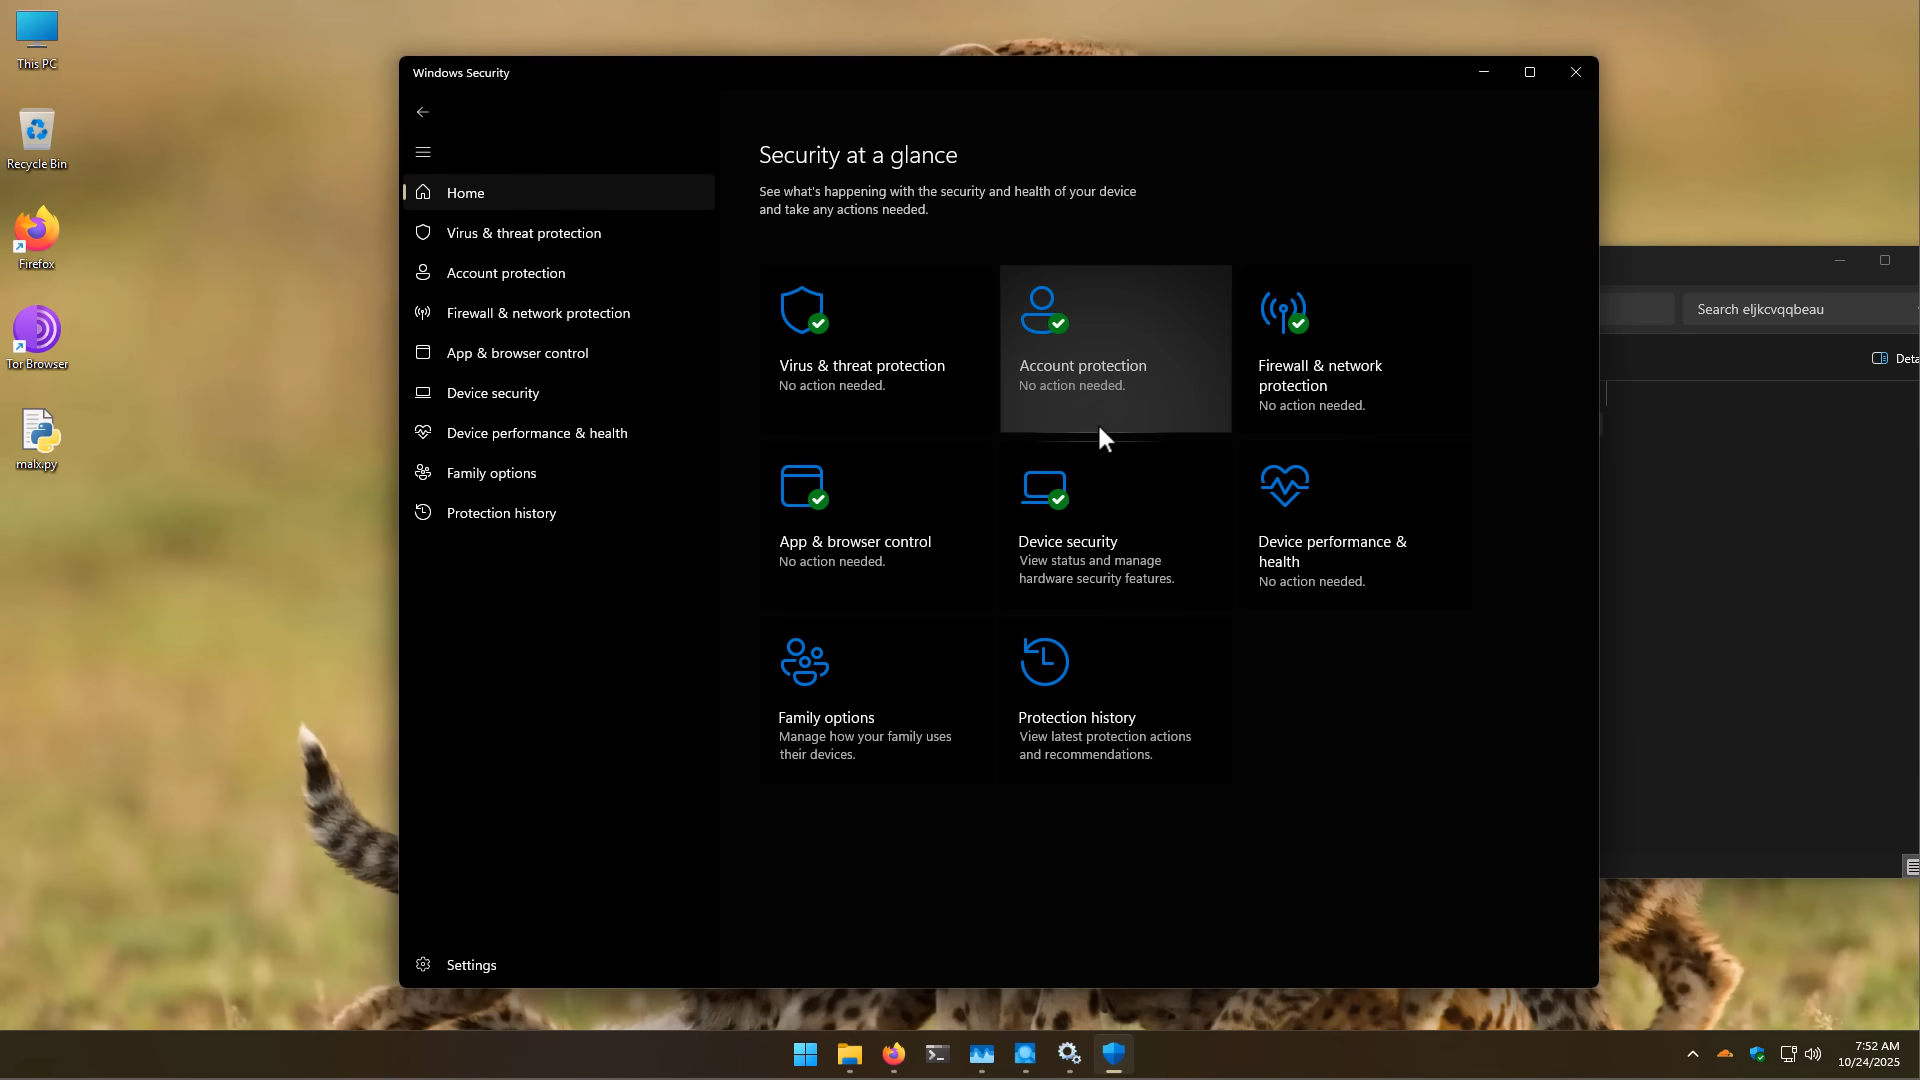 This PC
Recycle Bin
Firefox
Tor Browser
malx.py
Windows Security
Home
Virus & threat protection
Account protection
Firewall & network protection
App & browser control
Device security
Device performance & health
Family options
Protection history
Settings
Security at a glance
See what's happening with the security and health of your device
and take any actions needed.
Virus & threat protection
No action needed.
Account protection
No action needed.
Firewall & network
protection
No action needed.
App & browser control
No action needed.
Device security
View status and manage
hardware security features.
Device performance &
health
No action needed.
Family options
Manage how your family uses
their devices.
Protection history
View latest protection actions
and recommendations.
Search eljkcvqqbeau
Deta
7:52 AM
10/24/2025